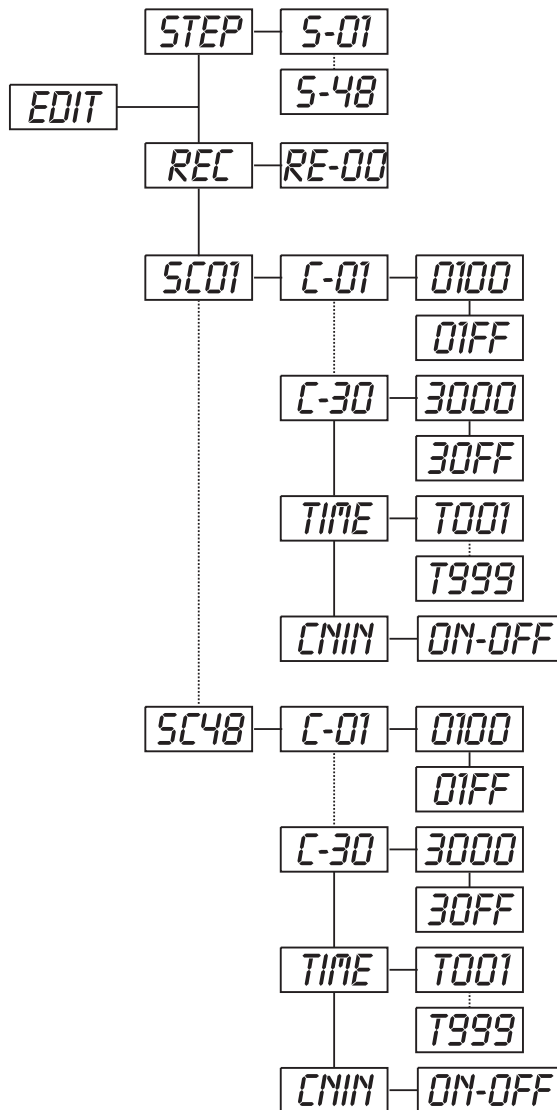 STEP S-01
S-48
EDIT
REC RE-00
SC01 C-01 0100
01FF
C-30 3000
30FF
TIME T001
T999
CNIN ON-OFF
SC48 C-01 0100
01FF
C-30 3000
30FF
TIME T001
T999
CNIN ON-OFF